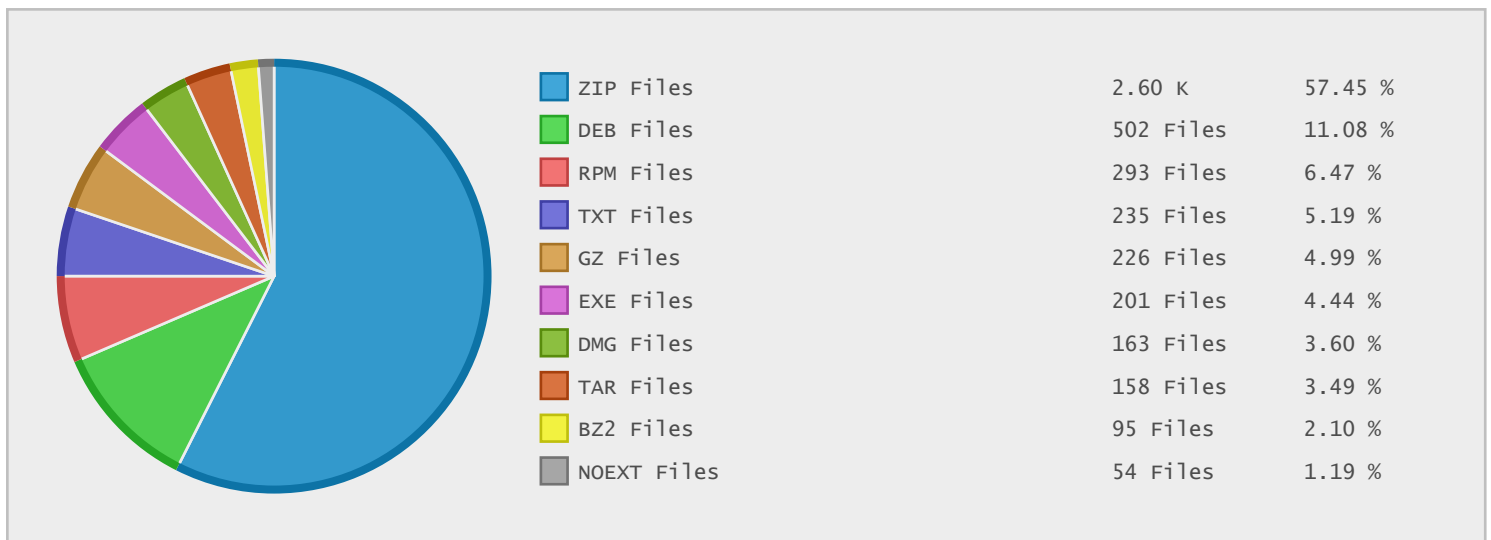 ZIP Files 2.60 K 57.45 %
DEB Files 502 Files 11.08 %
RPM Files 293 Files 6.47 %
TXT Files 235 Files 5.19 %
GZ Files 226 Files 4.99 %
EXE Files 201 Files 4.44 %
DMG Files 163 Files 3.60 %
TAR Files 158 Files 3.49 %
BZ2 Files 95 Files 2.10 %
NOEXT Files 54 Files 1.19 %